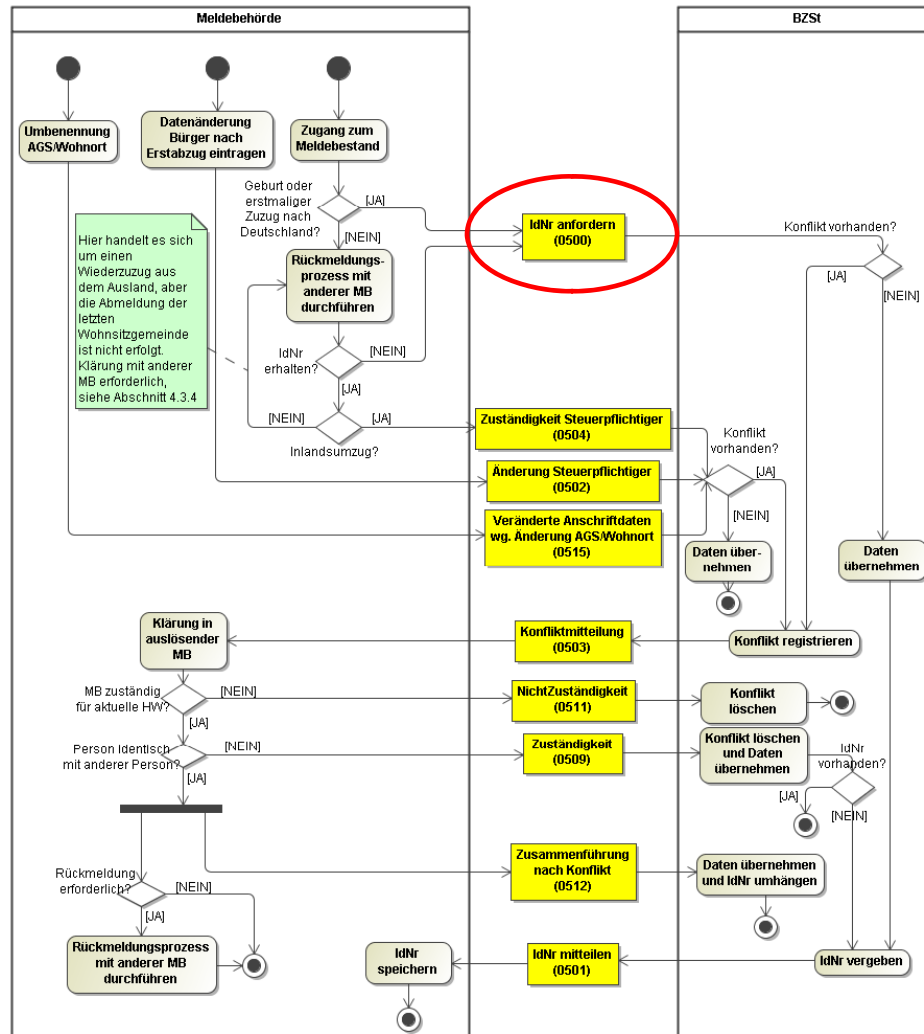 Meldebehörde
BZSt
Umbenennung
AGS/Wohnort
Datenänderung
Bürger nach
Erstabzug eintragen
Zugang zum
Meldebestand
Geburt oder
erstmaliger
Zuzug nach
Deutschland?
[JA]
[NEIN]
IdNr anfordern
(0500)
Konflikt vorhanden?
[JA]
[NEIN]
Hier handelt es sich
um einen
Wiederzuzug aus
dem Ausland, aber
die Abmeldung der
letzten
Wohnsitzgemeinde
ist nicht erfolgt.
Klärung mit anderer
MB erforderlich,
siehe Abschnitt 4.3.4
Rückmeldungs-
prozess mit
anderer MB
durchführen
IdNr
erhalten?
[NEIN]
[JA]
[NEIN]
[JA]
Inlandsumzug?
Zuständigkeit Steuerpflichtiger
(0504)
Konflikt
vorhanden?
[JA]
[NEIN]
Änderung Steuerpflichtiger
(0502)
Veränderte Anschriftdaten
wg. Änderung AGS/Wohnort
(0515)
Daten über-
nehmen
Daten
übernehmen
Klärung in
auslösender
MB
Konfliktmitteilung
(0503)
Konflikt registrieren
MB zuständig
für aktuelle HW?
[NEIN]
[JA]
NichtZuständigkeit
(0511)
Konflikt
löschen
Person identisch
mit anderer Person?
[NEIN]
[JA]
Zuständigkeit
(0509)
Konflikt löschen
und Daten
übernehmen
IdNr
vorhanden?
[JA]
[NEIN]
Rückmeldung
erforderlich?
[NEIN]
[JA]
Zusammenführung
nach Konflikt
(0512)
Daten übernehmen
und IdNr umhängen
Rückmeldungsprozess
mit anderer MB
durchführen
IdNr
speichern
IdNr mitteilen
(0501)
IdNr vergeben